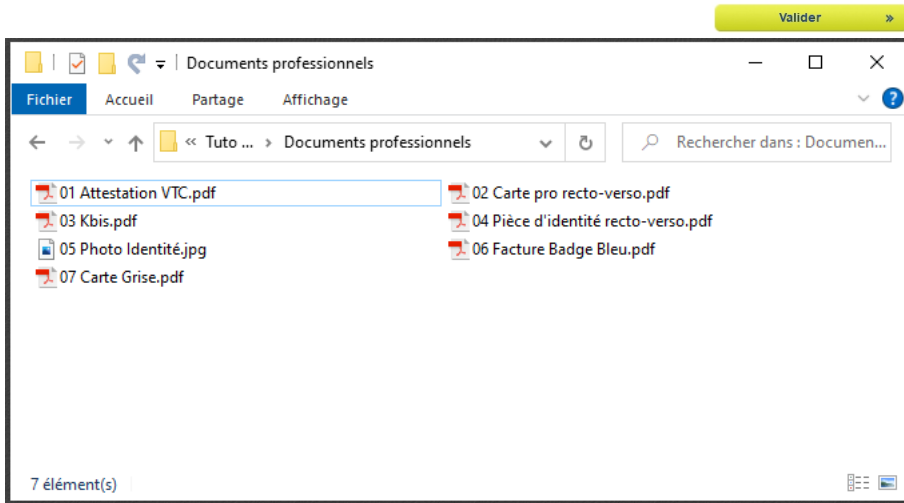 Valider »
Documents professionnels
Fichier Accueil Partage Affichage
« Tuto ... > Documents professionnels Rechercher dans : Documen...
01 Attestation VTC.pdf 02 Carte pro recto-verso.pdf
03 Kbis.pdf 04 Pièce d'identité recto-verso.pdf
05 Photo Identité.jpg 06 Facture Badge Bleu.pdf
07 Carte Grise.pdf
7 élément(s)